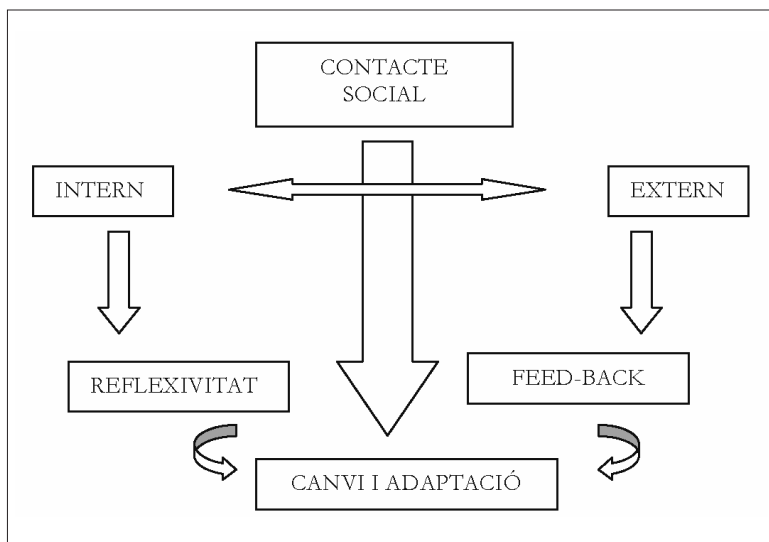 CONTACTE
SOCIAL
INTERN
EXTERN
REFLEXIVITAT
FEED-BACK
CANVI I ADAPTACIÓ